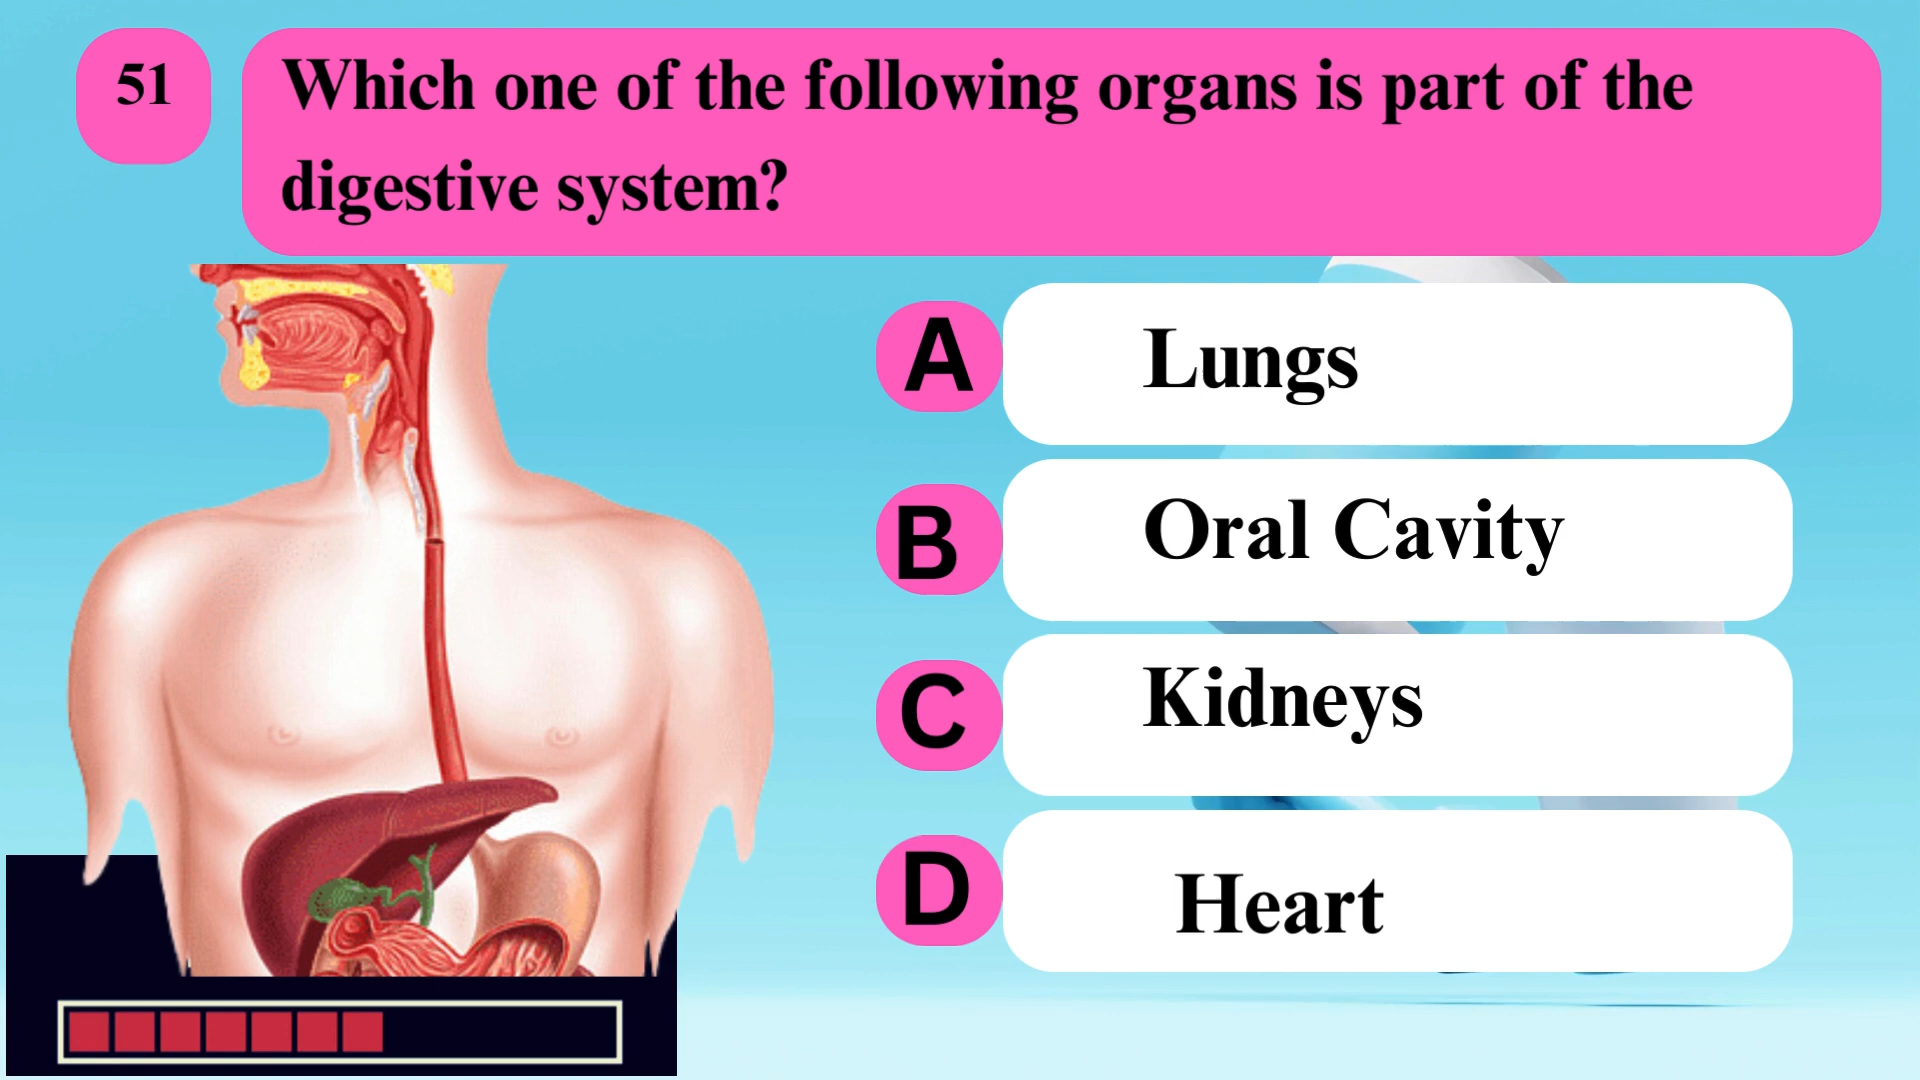 51
Which one of the following organs is part of the
digestive system?
A
Lungs
B
Oral Cavity
C
Kidneys
D
Heart